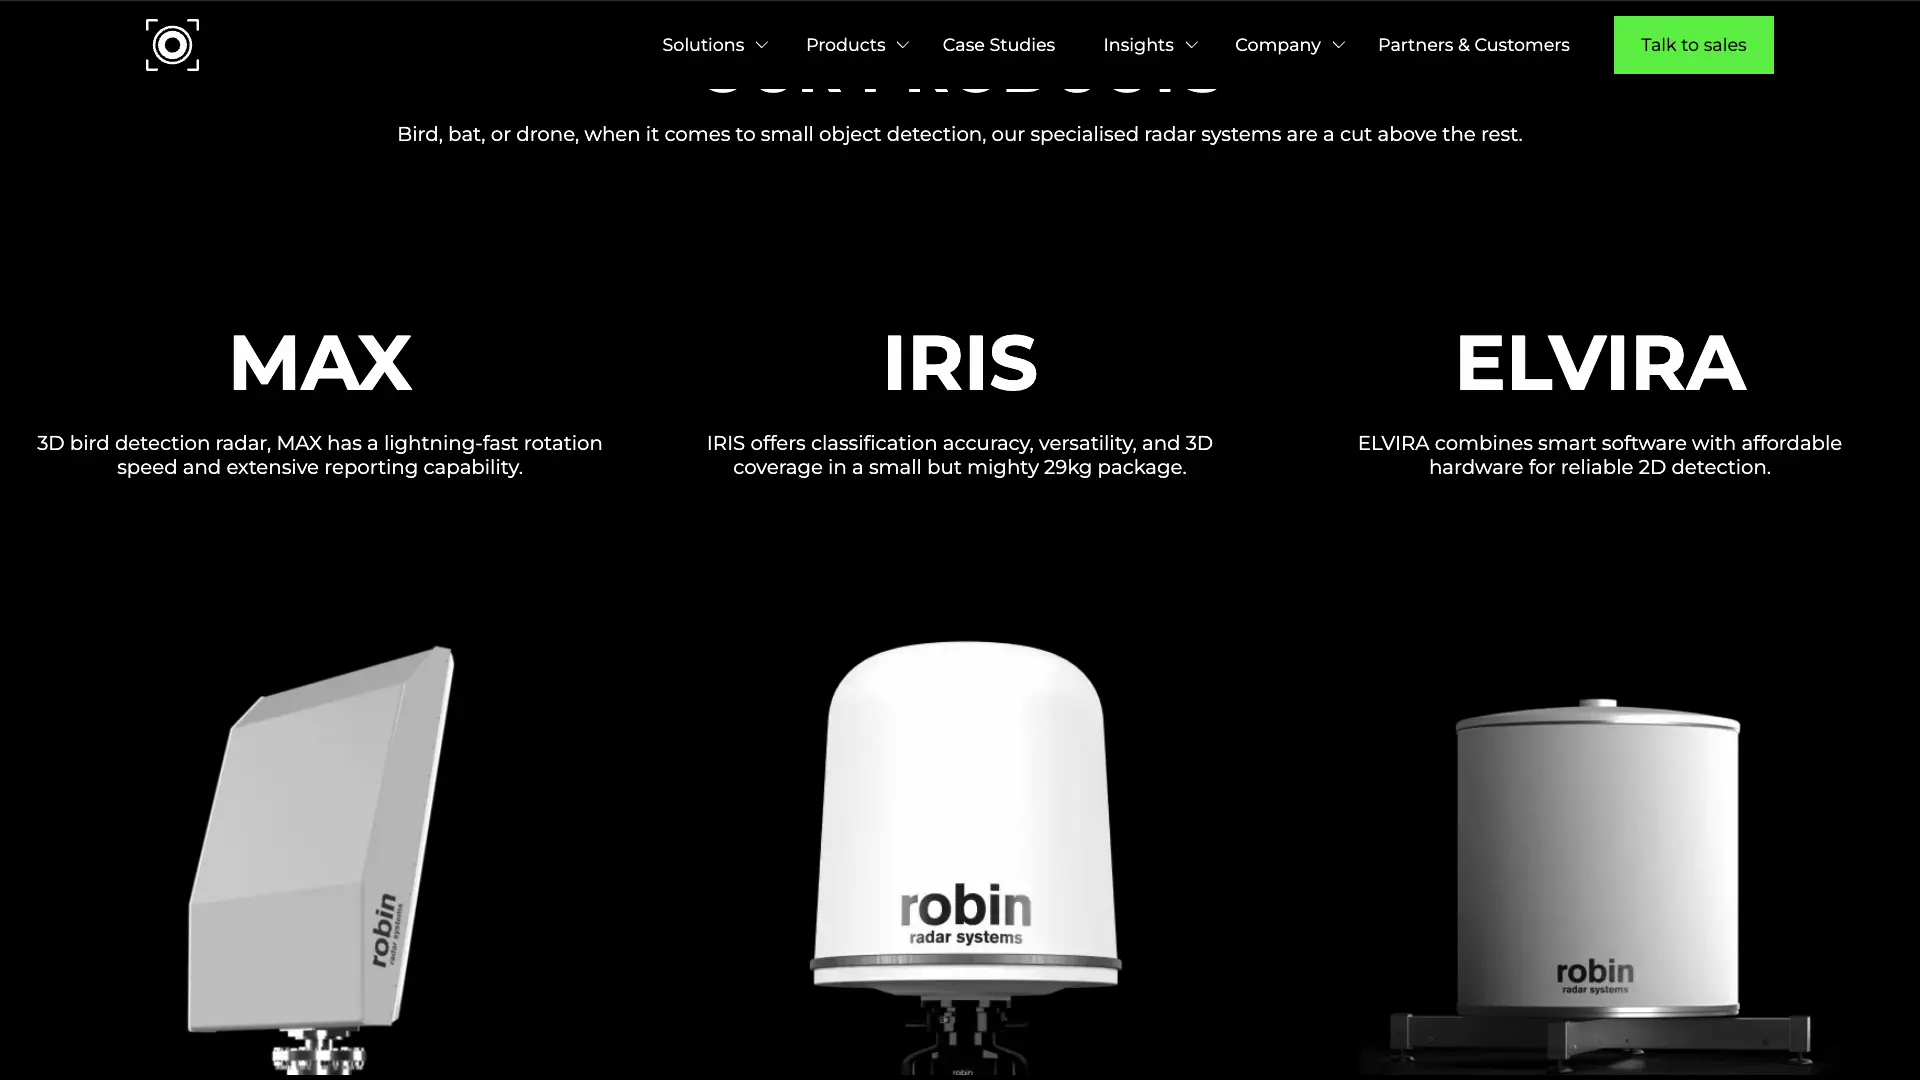 Solutions Products Case Studies Insights Company Partners & Customers Talk to sales
OUR PRODUCTS
Bird, bat, or drone, when it comes to small object detection, our specialised radar systems are a cut above the rest.
MAX
3D bird detection radar, MAX has a lightning-fast rotation
speed and extensive reporting capability.
IRIS
IRIS offers classification accuracy, versatility, and 3D
coverage in a small but mighty 29kg package.
ELVIRA
ELVIRA combines smart software with affordable
hardware for reliable 2D detection.
robin
radar systems
robin
radar systems
robin
robin
radar systems